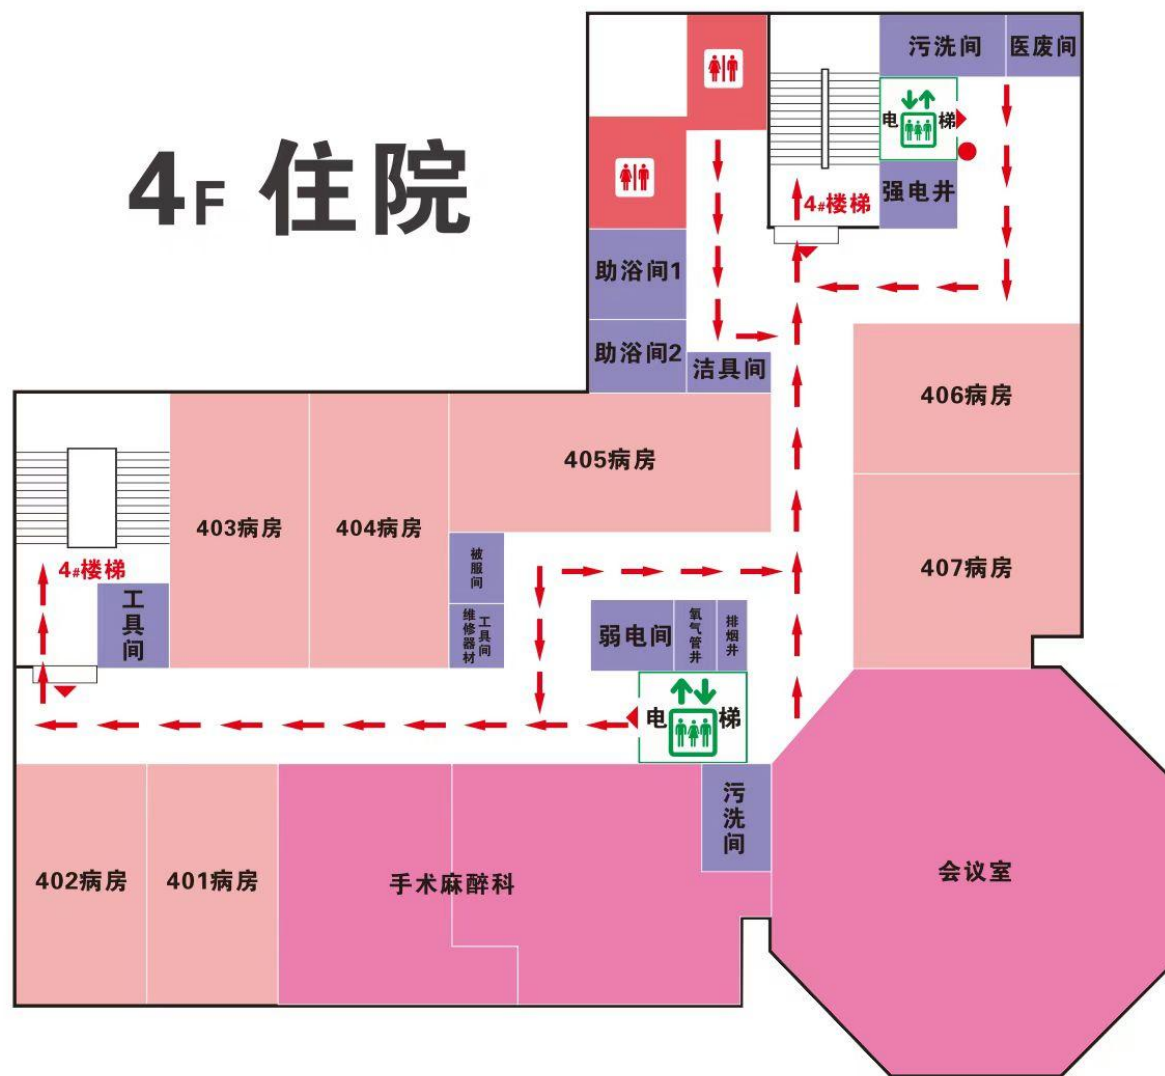 污洗间
医废间
4F 住院
电
梯
强电井
4#楼梯
助浴间1
助浴间2
洁具间
406病房
405病房
403病房
404病房
407病房
4#楼梯
工具间
被服间
维修器材
工具间
弱电间
氧气管井
排烟井
电
梯
污洗间
402病房
401病房
手术麻醉科
会议室